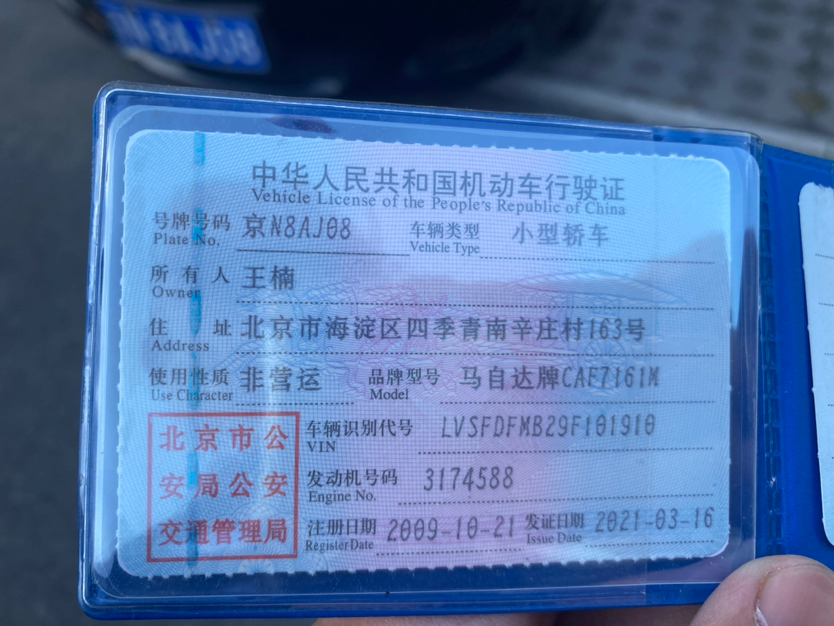 中华人民共和国机动车行驶证
Vehicle License of the People's Republic of China
号牌号码 京N8AJ08 车辆类型 小型轿车
Plate No. Vehicle Type
所有人 王楠
Owner
住址 北京市海淀区四季青南辛庄村163号
Address
使用性质 非营运 品牌型号 马自达牌CAF7161M
Use Character Model
北京市公
安局公安
交通管理局
车辆识别代号 LVSFDFMB29F101910
VIN
发动机号码 3174588
Engine No.
注册日期 2009-10-21 发证日期 2021-03-16
Register Date Issue Date